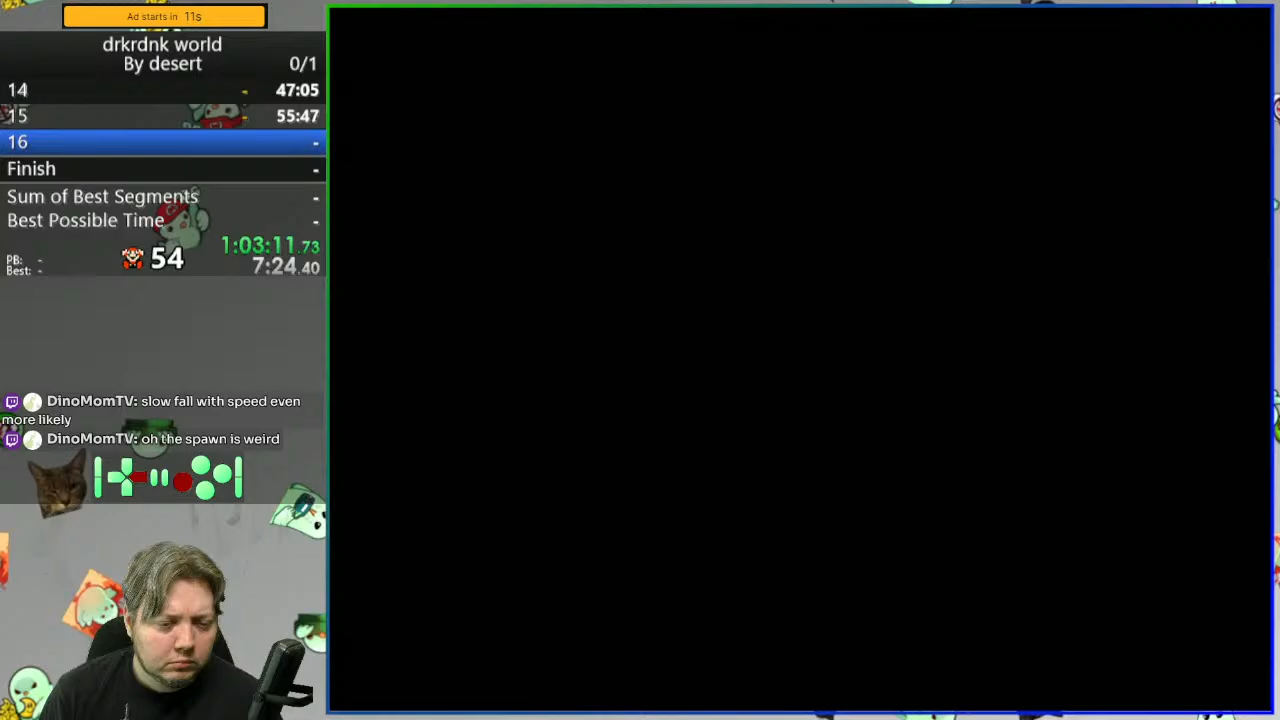 Ad starts in 11s
drkrdnk world
By desert 0/1
14 - 47:05
15 - 55:47
16 -
Finish -
Sum of Best Segments -
Best Possible Time -
1:03:11.73
PB: -
54
7:24.40
Best: -
DinoMomTV: slow fall with speed even
more likely
DinoMomTV: oh the spawn is weird